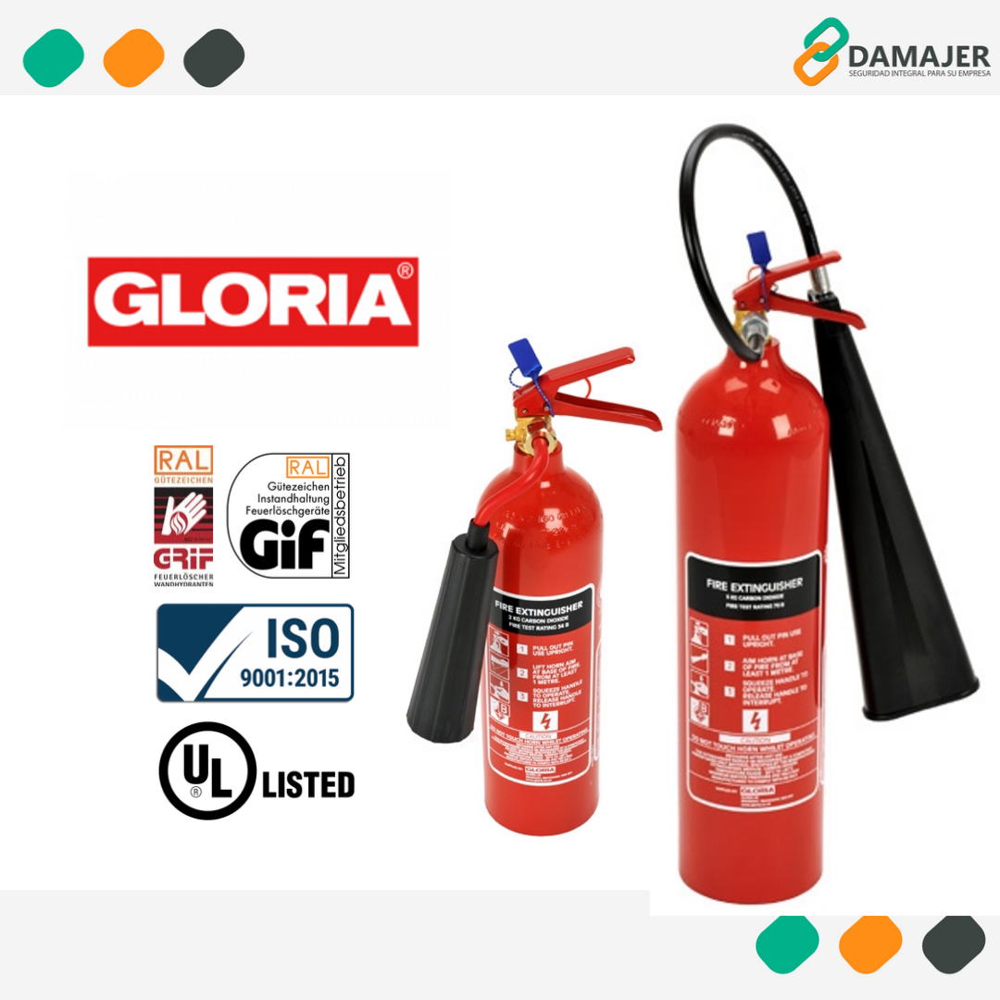 DAMAJER
SEGURIDAD INTEGRAL PARA SU EMPRESA
GLORIA®
RAL
GÜTEZEICHEN
GRIF
FEUERLÖSCHER
WANDHYDRANTEN
RAL
Gütezeichen
Instandhaltung
Feuerlöschgeräte
GiF
Mitgliedsbetrieb
ISO
9001:2015
UL
®
LISTED
FIRE EXTINGUISHER
2 KG CARBON DIOXIDE
FIRE TEST RATING 34 B
1 PULL OUT PIN
USE UPRIGHT.
2 LIFT HORN AIM
AT BASE OF FIRE
FROM AT LEAST
1 METRE.
3 SQUEEZE HANDLE
TO OPERATE.
RELEASE HANDLE
TO INTERRUPT.
B
CAUTION
DO NOT TOUCH HORN WHILST OPERATING
GLORIA
FIRE EXTINGUISHER
5 KG CARBON DIOXIDE
FIRE TEST RATING 70 B
1 PULL OUT PIN USE
UPRIGHT.
2 AIM HORN AT BASE
OF FIRE FROM AT
LEAST 1 METRE.
3 SQUEEZE HANDLE TO
OPERATE.
RELEASE HANDLE TO
INTERRUPT.
B
CAUTION
DO NOT TOUCH HORN WHILST OPERATING
GLORIA